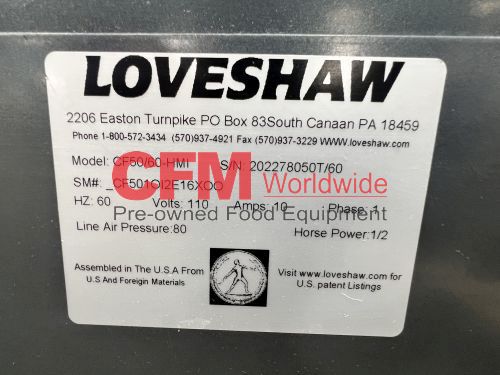 LOVESHAW
2206 Easton Turnpike PO Box 83South Canaan PA 18459
Phone 1-800-572-3434 (570)937-4921 Fax (570)937-3229 WWW.loveshaw.com
Model: CF50/60-HMI S/N: 202278050T/60
CFM Worldwide
SM#: _CF501OI2E16XOO
HZ: 60 Volts: 110 Amps: 10 Phase: 1
Pre-owned Food Equipment
Line Air Pressure:80 Horse Power:1/2
Assembled in The U.S.A From
U.S And Foreigin Materials
Visit www.loveshaw.com for
U.S. patent Listings